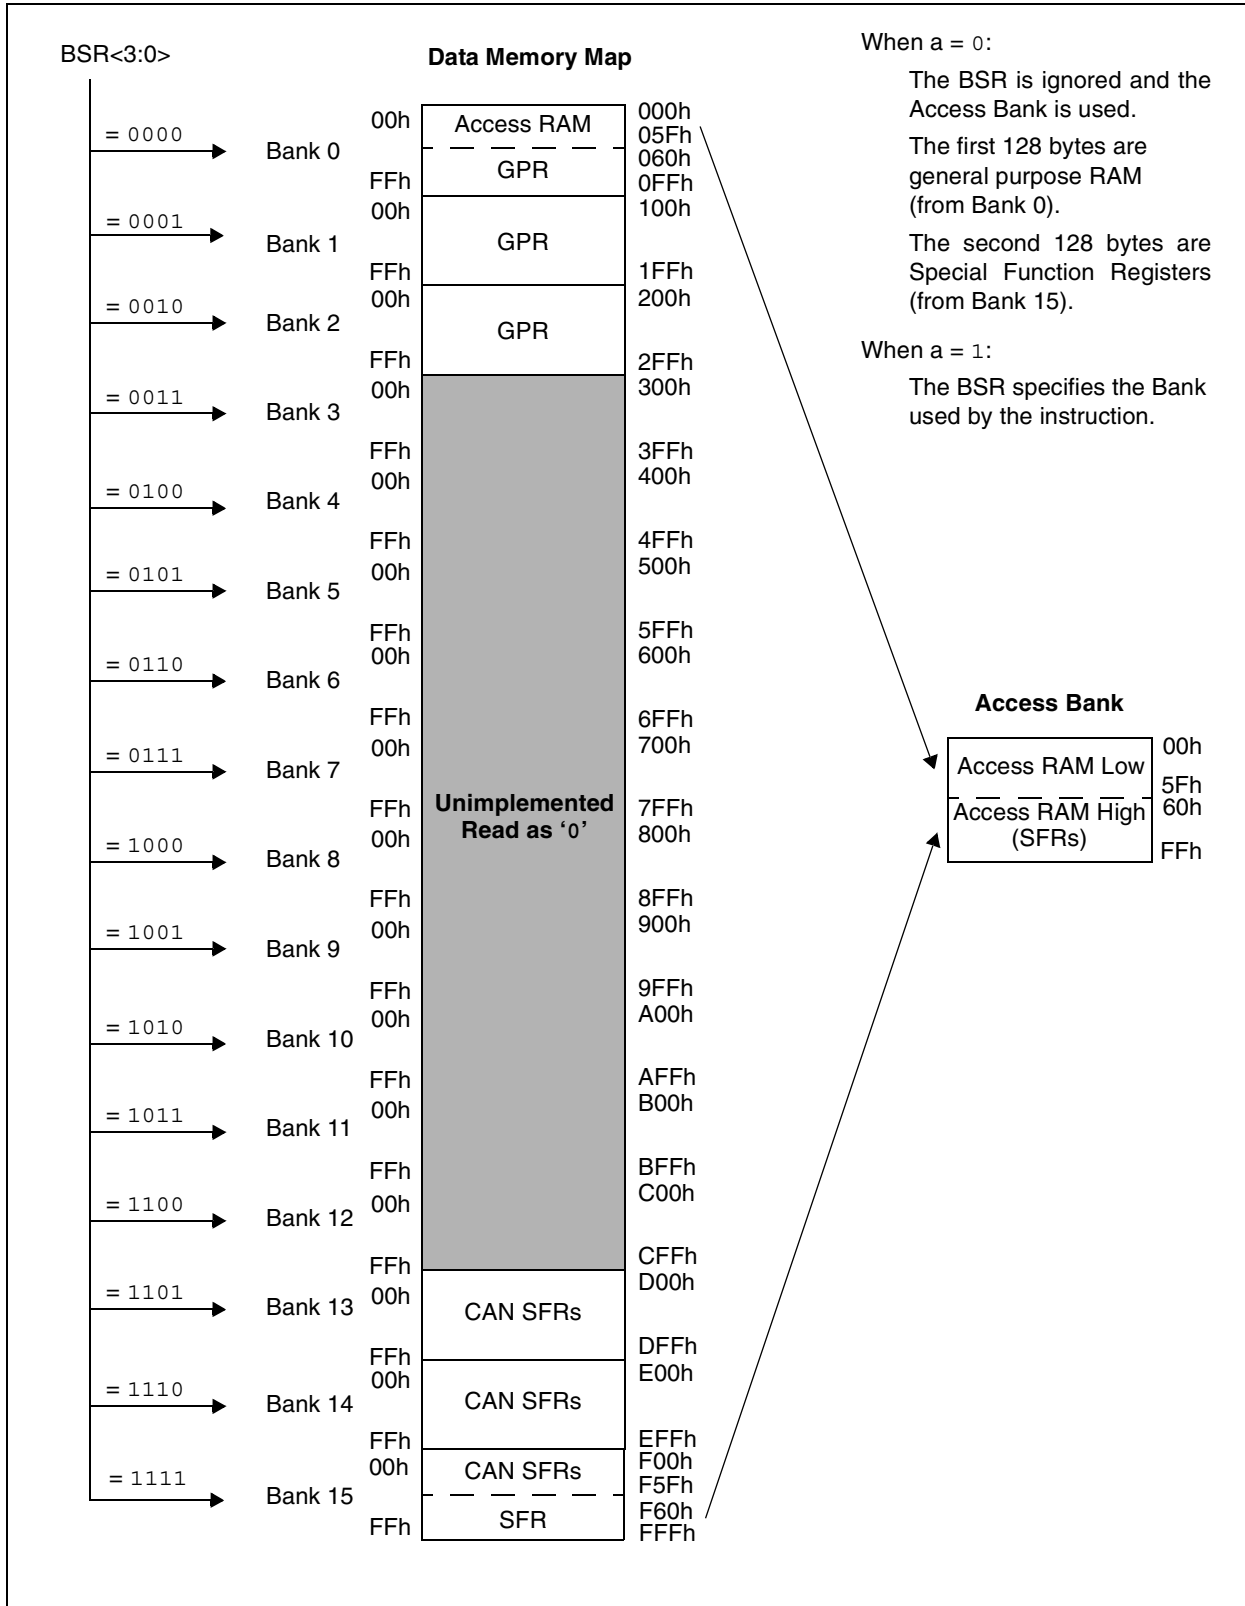 BSR<3:0>
Data Memory Map
= 0000
Bank 0
00h
Access RAM
000h
05Fh
060h
GPR
FFh
0FFh
= 0001
Bank 1
00h
100h
GPR
FFh
1FFh
= 0010
Bank 2
00h
200h
GPR
FFh
2FFh
= 0011
Bank 3
00h
300h
FFh
3FFh
= 0100
Bank 4
00h
400h
FFh
4FFh
= 0101
Bank 5
00h
500h
FFh
5FFh
= 0110
Bank 6
00h
600h
FFh
6FFh
= 0111
Bank 7
00h
700h
Unimplemented
Read as ‘0’
FFh
7FFh
= 1000
Bank 8
00h
800h
FFh
8FFh
= 1001
Bank 9
00h
900h
FFh
9FFh
= 1010
Bank 10
00h
A00h
FFh
AFFh
= 1011
Bank 11
00h
B00h
FFh
BFFh
= 1100
Bank 12
00h
C00h
FFh
CFFh
= 1101
Bank 13
00h
D00h
CAN SFRs
FFh
DFFh
= 1110
Bank 14
00h
E00h
CAN SFRs
FFh
EFFh
= 1111
Bank 15
00h
F00h
CAN SFRs
F5Fh
F60h
SFR
FFh
FFFh
When a = 0:
The BSR is ignored and the
Access Bank is used.
The first 128 bytes are
general purpose RAM
(from Bank 0).
The second 128 bytes are
Special Function Registers
(from Bank 15).
When a = 1:
The BSR specifies the Bank
used by the instruction.
Access Bank
Access RAM Low
00h
5Fh
Access RAM High
(SFRs)
60h
FFh